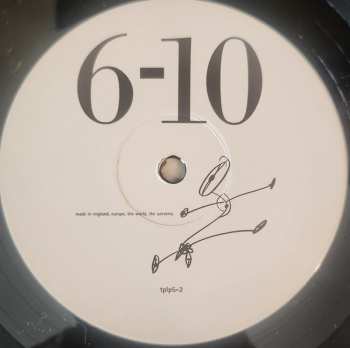 6-10
made in england, europe, the world, the universe.
tplp5-2